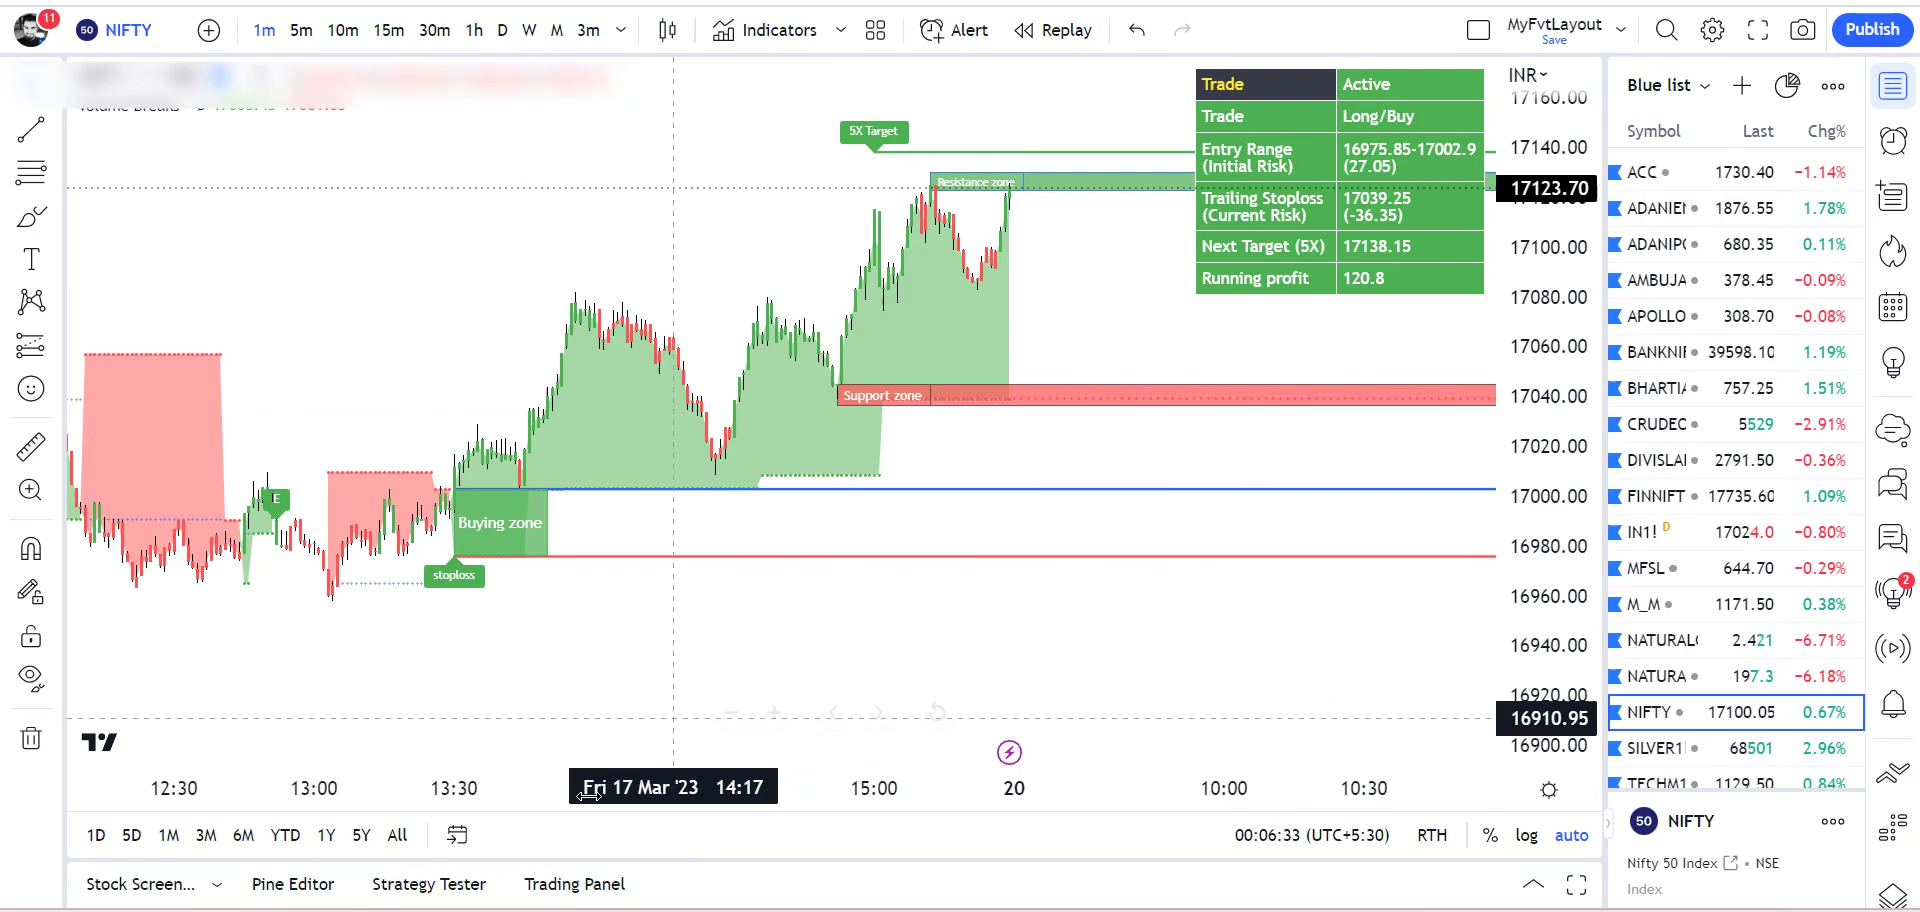 11
50 NIFTY
1m 5m 10m 15m 30m 1h D W M 3m
Indicators
Alert
Replay
MyFvtLayout
Save
Publish
INR
17160.00
17140.00
17123.70
17100.00
17080.00
17060.00
17040.00
17020.00
17000.00
16980.00
16960.00
16940.00
16920.00
16910.95
16900.00
Trade Active
Trade Long/Buy
Entry Range (Initial Risk) 16975.85-17002.9 (27.05)
Trailing Stoploss (Current Risk) 17039.25 (-36.35)
Next Target (5X) 17138.15
Running profit 120.8
5X Target
Resistance zone
Support zone
E
Buying zone
stoploss
12:30 13:00 13:30 Fri 17 Mar '23 14:17 15:00 20 10:00 10:30
1D 5D 1M 3M 6M YTD 1Y 5Y All
00:06:33 (UTC+5:30) RTH % log auto
Stock Screen... Pine Editor Strategy Tester Trading Panel
Blue list
Symbol Last Chg%
ACC 1730.40 −1.14%
ADANIEN 1876.55 1.78%
ADANIPO 680.35 0.11%
AMBUJA 378.45 −0.09%
APOLLO 308.70 −0.08%
BANKNIF 39598.10 1.19%
BHARTIA 757.25 1.51%
CRUDEO 5529 −2.91%
DIVISLAI 2791.50 −0.36%
FINNIFT 17735.60 1.09%
IN1! D 17024.0 −0.80%
MFSL 644.70 −0.29%
M_M 1171.50 0.38%
NATURALG 2.421 −6.71%
NATURA 197.3 −6.18%
NIFTY 17100.05 0.67%
SILVER1 68501 2.96%
TECHM1 1129.50 0.84%
50 NIFTY
Nifty 50 Index • NSE
Index
2